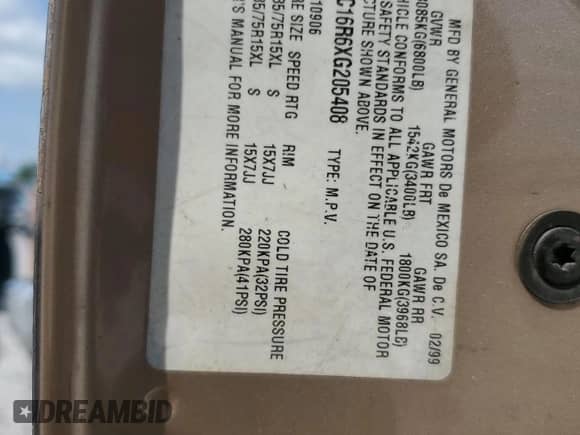 MFD BY GENERAL MOTORS De MEXICO SA. De C.V. 02/99
GVWR GAWR FRT GAWR RR
3085KG(6800LB) 1542KG(3400LB) 1800KG(3968LB)
HICLE CONFORMS TO ALL APPLICABLE U.S. FEDERAL MOTOR
SAFETY STANDARDS IN EFFECT ON THE DATE OF
CTURE SHOWN ABOVE.
C16R6XG205408 TYPE: M.P.V.
10906
RE SIZE SPEED RTG RIM COLD TIRE PRESSURE
35/75R15XL S 15X7JJ 220KPA(32PSI)
35/75R15XL S 15X7JJ 280KPA(41PSI)
'S MANUAL FOR MORE INFORMATION.
DREAMBID